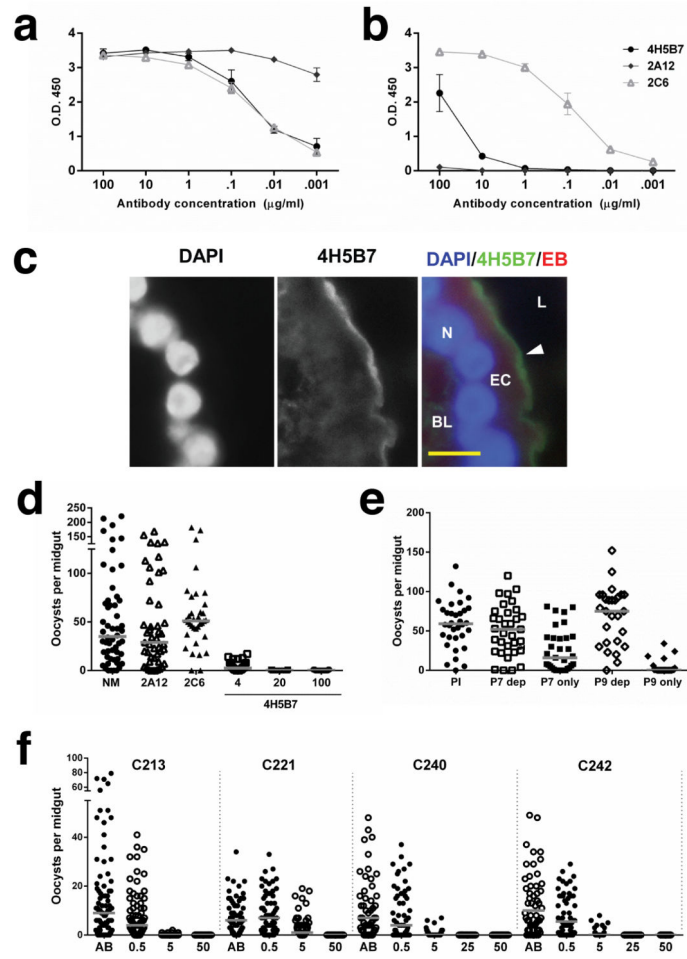 a
b
4
3
2
1
0
O.D. 450
100 10 1 .1 .01 .001
Antibody concentration (µg/ml)
4
3
2
1
0
O.D. 450
100 10 1 .1 .01 .001
Antibody concentration (µg/ml)
4H5B7
2A12
2C6
c
DAPI
4H5B7
DAPI/4H5B7/EB
L
N
EC
BL
d
250
200
150
100
50
0
Oocysts per midgut
NM 2A12 2C6 4 20 100
4H5B7
e
200
150
100
50
0
Oocysts per midgut
PI P7 dep P7 only P9 dep P9 only
f
C213 C221 C240 C242
100
80
60
40
20
0
Oocysts per midgut
AB 0.5 5 50 AB 0.5 5 50 AB 0.5 5 25 50 AB 0.5 5 25 50